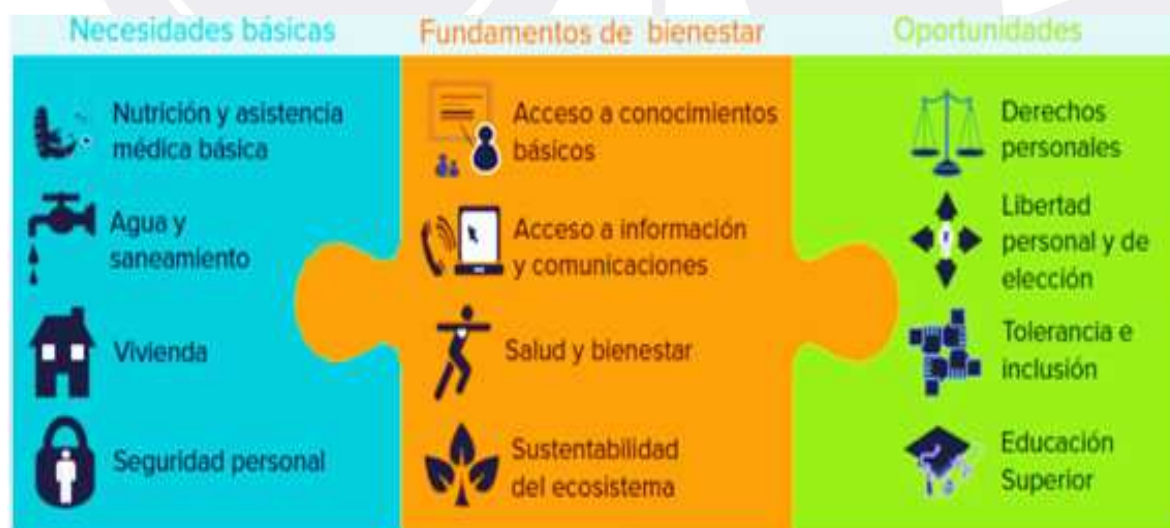 Necesidades básicas
Nutrición y asistencia
médica básica
Agua y
saneamiento
Vivienda
Seguridad personal
Fundamentos de bienestar
Acceso a conocimientos
básicos
Acceso a información
y comunicaciones
Salud y bienestar
Sustentabilidad
del ecosistema
Oportunidades
Derechos
personales
Libertad
personal y de
elección
Tolerancia e
inclusión
Educación
Superior